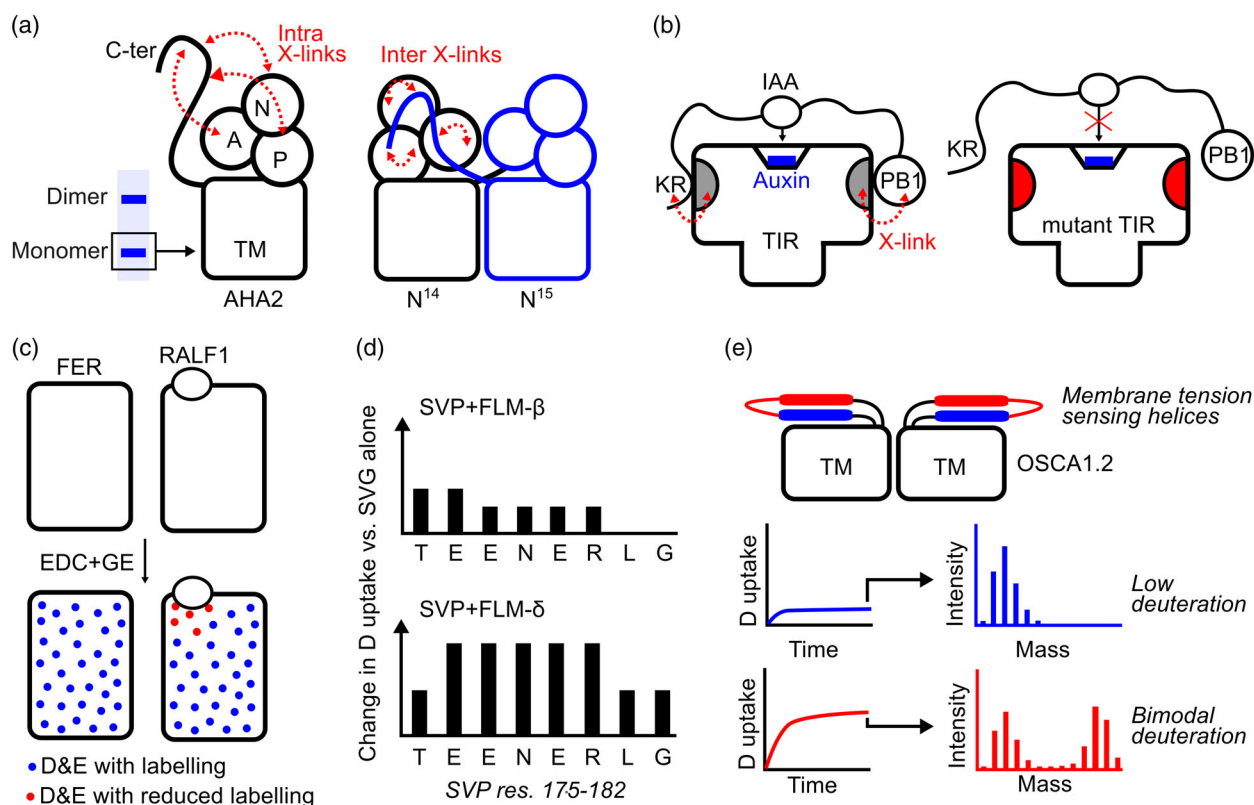 (a)
C-ter
Intra
X-links
N
A
P
Dimer
Monomer
TM
AHA2
Inter X-links
N14
N15
(b)
IAA
KR
Auxin
PB1
X-link
TIR
KR
PB1
mutant TIR
(c)
FER
RALF1
EDC+GE
D&E with labelling
D&E with reduced labelling
(d)
Change in D uptake vs. SVG alone
SVP+FLM-β
T E E N E R L G
SVP+FLM-δ
T E E N E R L G
SVP res. 175-182
(e)
Membrane tension
sensing helices
TM
TM
OSCA1.2
D uptake
Time
Intensity
Mass
Low
deuteration
D uptake
Time
Intensity
Mass
Bimodal
deuteration